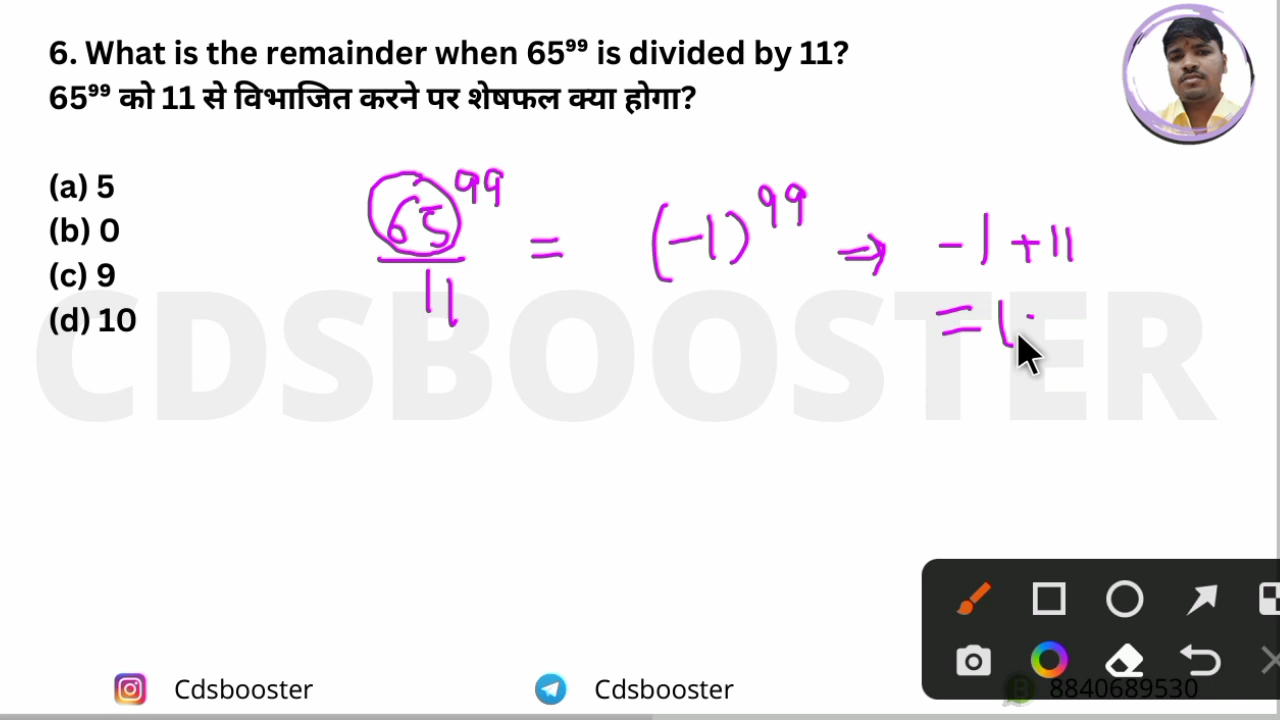 6. What is the remainder when 65⁹⁹ is divided by 11?
65⁹⁹ को 11 से विभाजित करने पर शेषफल क्या होगा?
(a) 5
(b) 0
(c) 9
(d) 10
65⁹⁹
11
= (-1)⁹⁹ ⇒ -1 + 11
= 1
CDSBOOSTER
Cdsbooster
Cdsbooster
8840689530